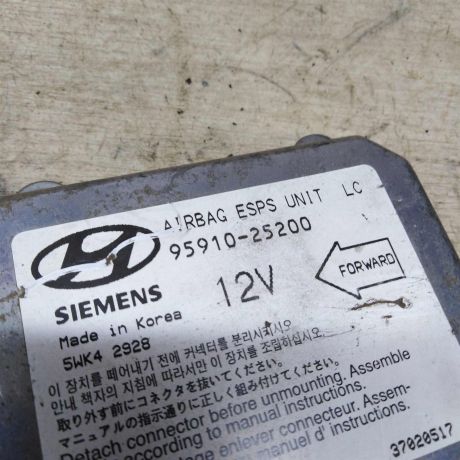 AIRBAG ESPS UNIT LC
95910-25200
SIEMENS 12V FORWARD
Made in Korea
5WK4 2928
이 장치를 떼어내기 전에 커넥터를 분리시키시오.
안내 책자의 지침에 따라서만 이 장치를 조립하시오.
取り外す前にコネクタを抜いてください。
マニュアルの指示通りに正しく組み付けてください。
Detach connector before unmounting. Assemble
according to manual instructions.
enlever connecteur. Assem-
manuel d' instructions.
37020517